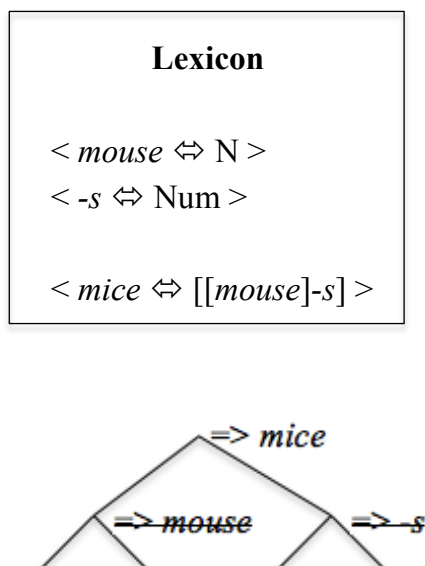 Lexicon
< mouse ⇔ N >
< -s ⇔ Num >
< mice ⇔ [[mouse]-s] >
=> mice
=> mouse => -s